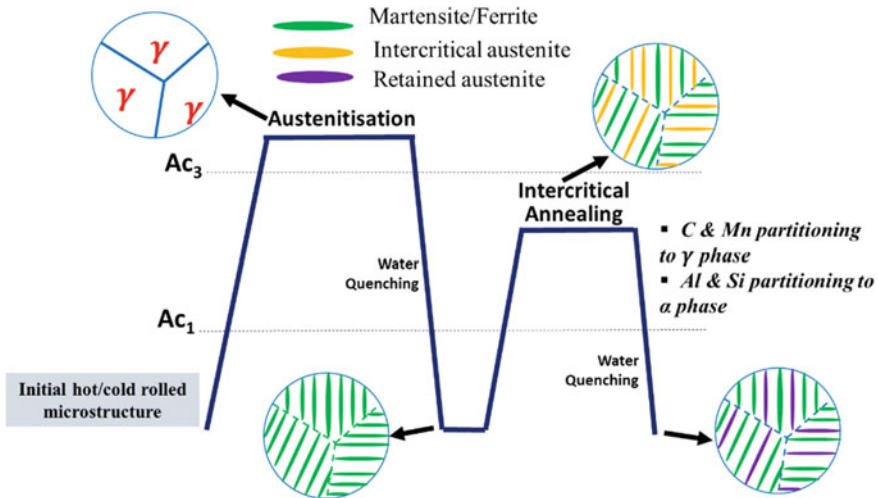 Martensite/Ferrite
Intercritical austenite
Retained austenite
γ
γ
γ
Austenitisation
Ac3
Intercritical
Annealing
▪ C & Mn partitioning
to γ phase
▪ Al & Si partitioning to
α phase
Water
Quenching
Ac1
Water
Quenching
Initial hot/cold rolled
microstructure